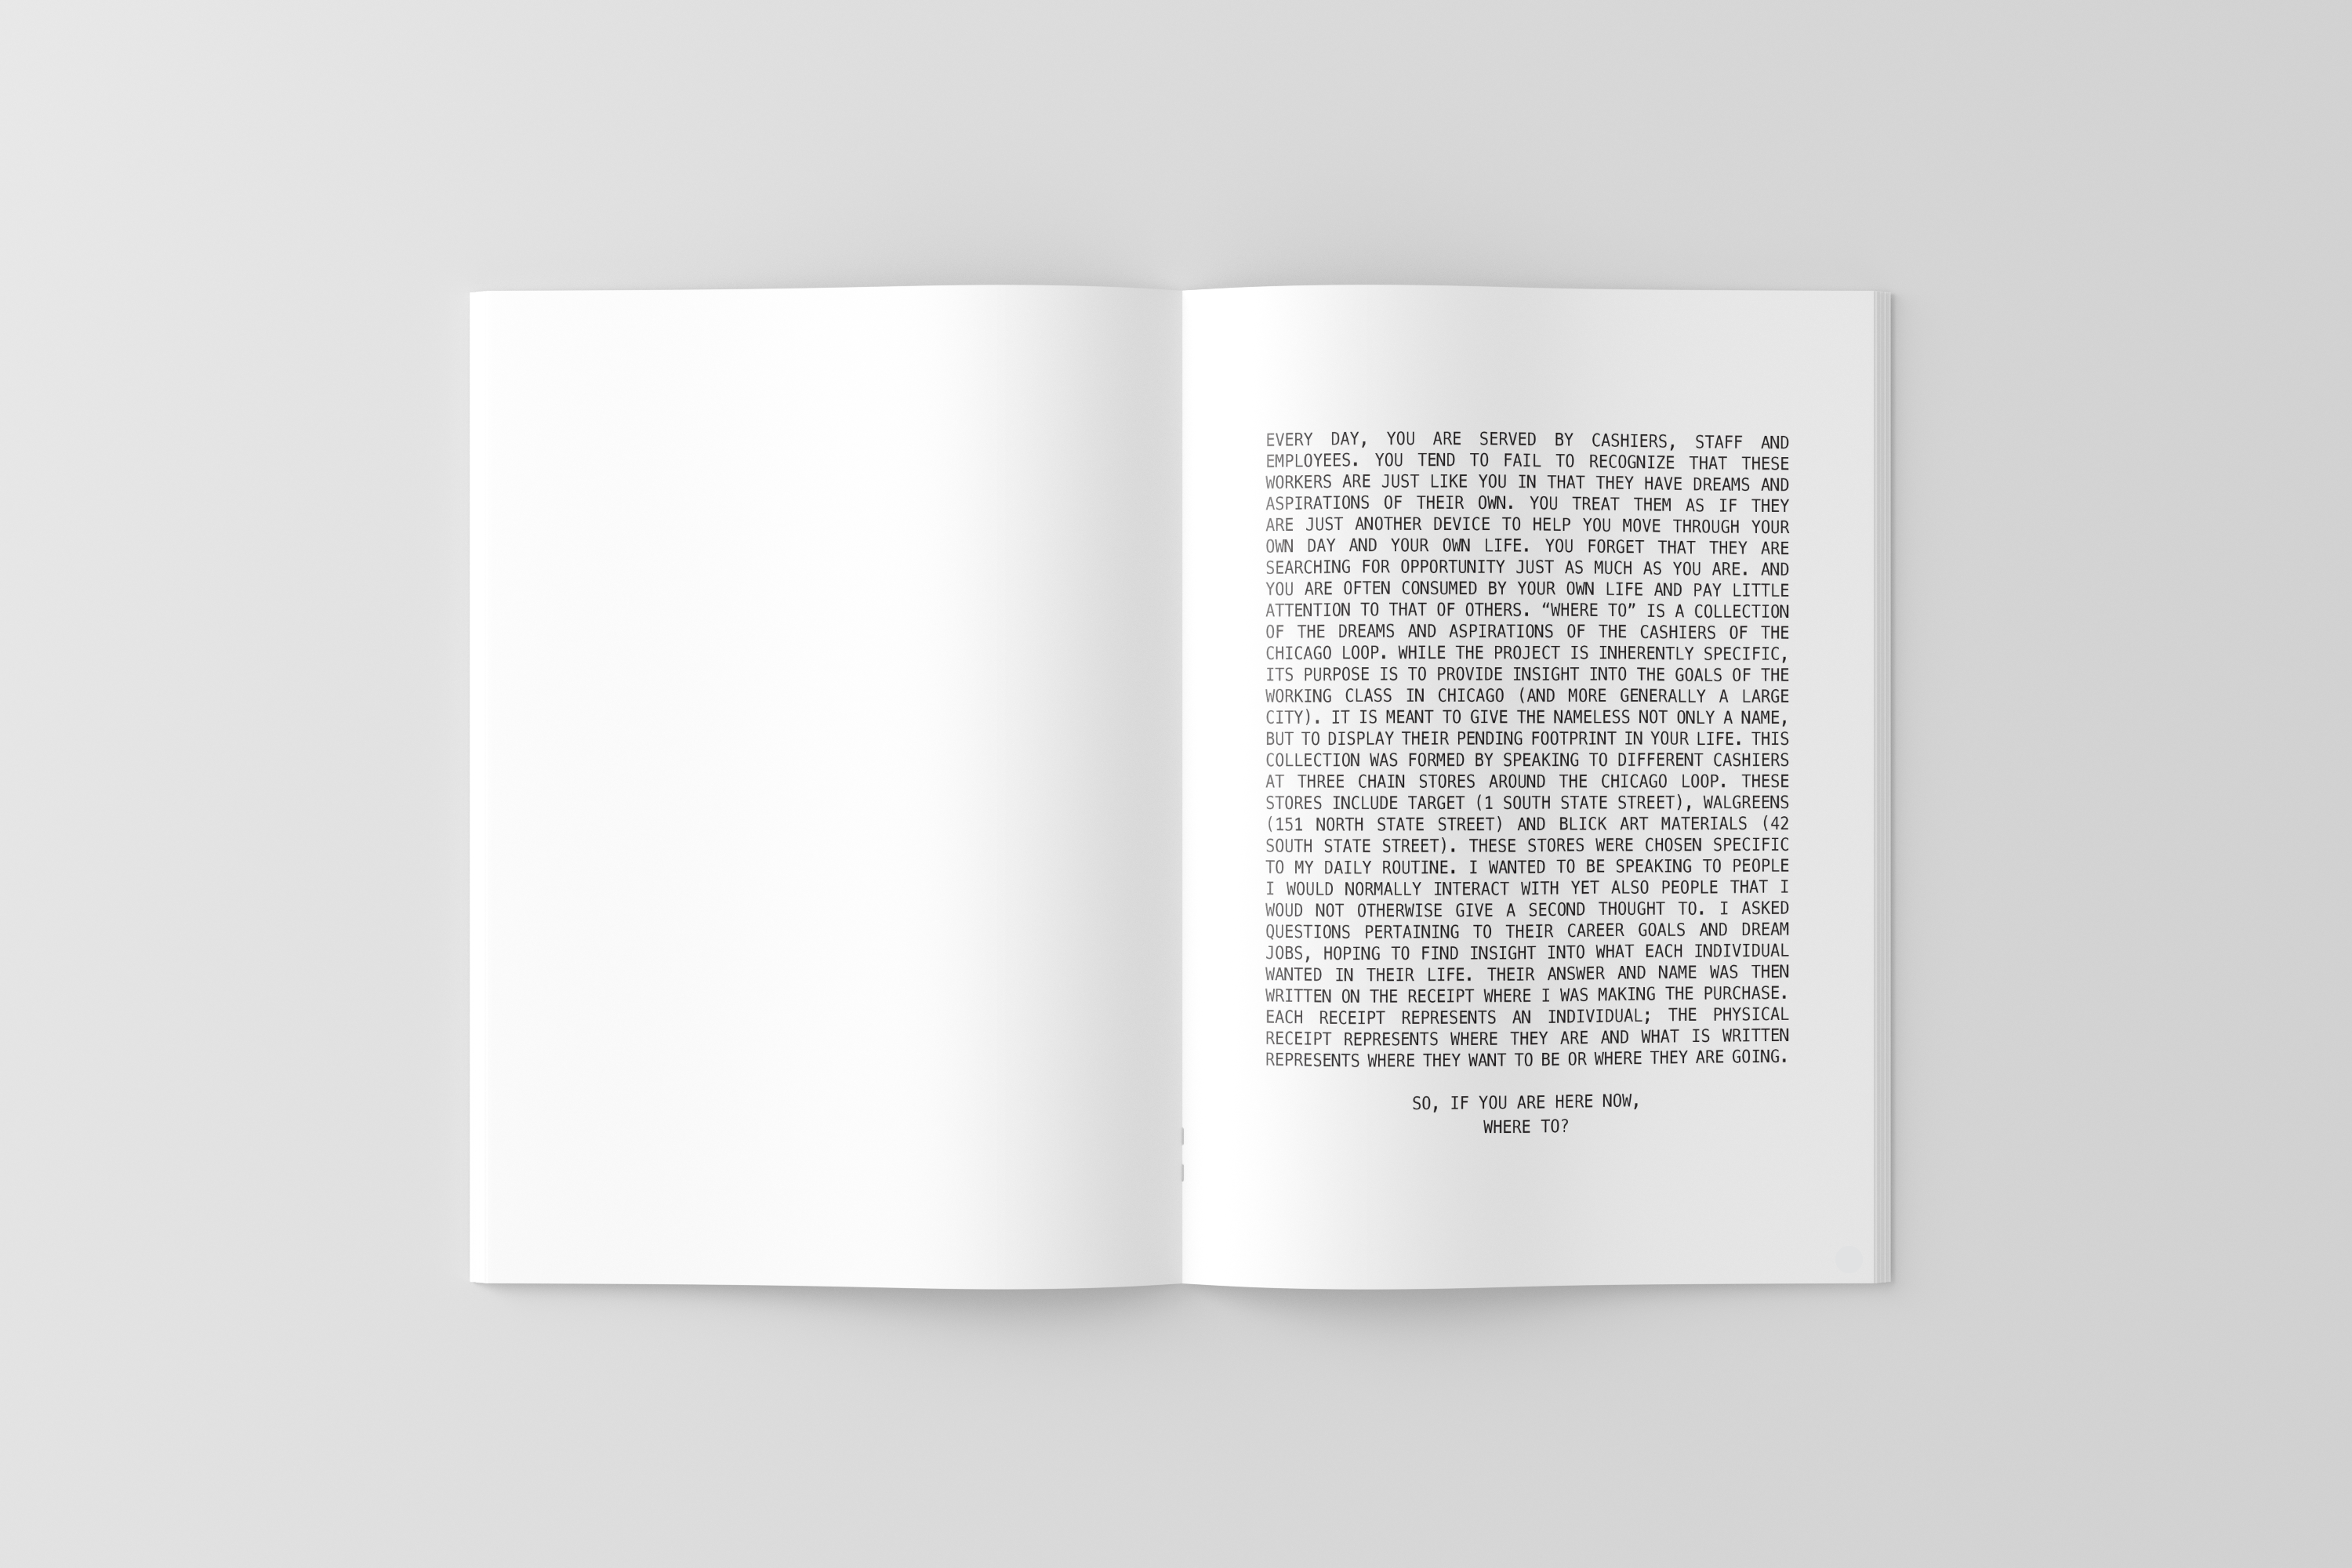 EVERY DAY, YOU ARE SERVED BY CASHIERS, STAFF AND
EMPLOYEES. YOU TEND TO FAIL TO RECOGNIZE THAT THESE
WORKERS ARE JUST LIKE YOU IN THAT THEY HAVE DREAMS AND
ASPIRATIONS OF THEIR OWN. YOU TREAT THEM AS IF THEY
ARE JUST ANOTHER DEVICE TO HELP YOU MOVE THROUGH YOUR
OWN DAY AND YOUR OWN LIFE. YOU FORGET THAT THEY ARE
SEARCHING FOR OPPORTUNITY JUST AS MUCH AS YOU ARE. AND
YOU ARE OFTEN CONSUMED BY YOUR OWN LIFE AND PAY LITTLE
ATTENTION TO THAT OF OTHERS. “WHERE TO” IS A COLLECTION
OF THE DREAMS AND ASPIRATIONS OF THE CASHIERS OF THE
CHICAGO LOOP. WHILE THE PROJECT IS INHERENTLY SPECIFIC,
ITS PURPOSE IS TO PROVIDE INSIGHT INTO THE GOALS OF THE
WORKING CLASS IN CHICAGO (AND MORE GENERALLY A LARGE
CITY). IT IS MEANT TO GIVE THE NAMELESS NOT ONLY A NAME,
BUT TO DISPLAY THEIR PENDING FOOTPRINT IN YOUR LIFE. THIS
COLLECTION WAS FORMED BY SPEAKING TO DIFFERENT CASHIERS
AT THREE CHAIN STORES AROUND THE CHICAGO LOOP. THESE
STORES INCLUDE TARGET (1 SOUTH STATE STREET), WALGREENS
(151 NORTH STATE STREET) AND BLICK ART MATERIALS (42
SOUTH STATE STREET). THESE STORES WERE CHOSEN SPECIFIC
TO MY DAILY ROUTINE. I WANTED TO BE SPEAKING TO PEOPLE
I WOULD NORMALLY INTERACT WITH YET ALSO PEOPLE THAT I
WOUD NOT OTHERWISE GIVE A SECOND THOUGHT TO. I ASKED
QUESTIONS PERTAINING TO THEIR CAREER GOALS AND DREAM
JOBS, HOPING TO FIND INSIGHT INTO WHAT EACH INDIVIDUAL
WANTED IN THEIR LIFE. THEIR ANSWER AND NAME WAS THEN
WRITTEN ON THE RECEIPT WHERE I WAS MAKING THE PURCHASE.
EACH RECEIPT REPRESENTS AN INDIVIDUAL; THE PHYSICAL
RECEIPT REPRESENTS WHERE THEY ARE AND WHAT IS WRITTEN
REPRESENTS WHERE THEY WANT TO BE OR WHERE THEY ARE GOING.
SO, IF YOU ARE HERE NOW,
WHERE TO?